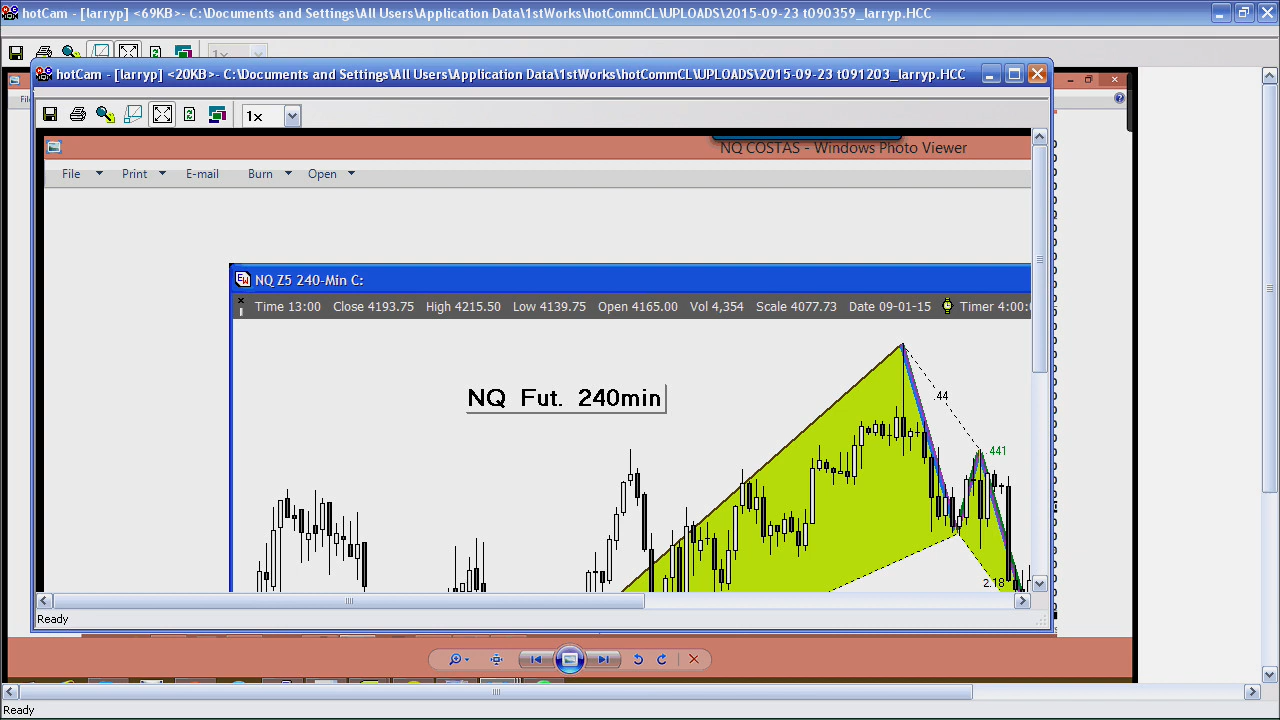 hotCam - [larryp] <69KB>- C:\Documents and Settings\All Users\Application Data\1stWorks\hotCommCL\UPLOADS\2015-09-23 t090359_larryp.HCC
1x
hotCam - [larryp] <20KB>- C:\Documents and Settings\All Users\Application Data\1stWorks\hotCommCL\UPLOADS\2015-09-23 t091203_larryp.HCC
1x
NQ COSTAS - Windows Photo Viewer
File Print E-mail Burn Open
NQ Z5 240-Min C:
Time 13:00 Close 4193.75 High 4215.50 Low 4139.75 Open 4165.00 Vol 4,354 Scale 4077.73 Date 09-01-15 Timer 4:00:
NQ Fut. 240min
.44
441
2.18
Ready
Ready